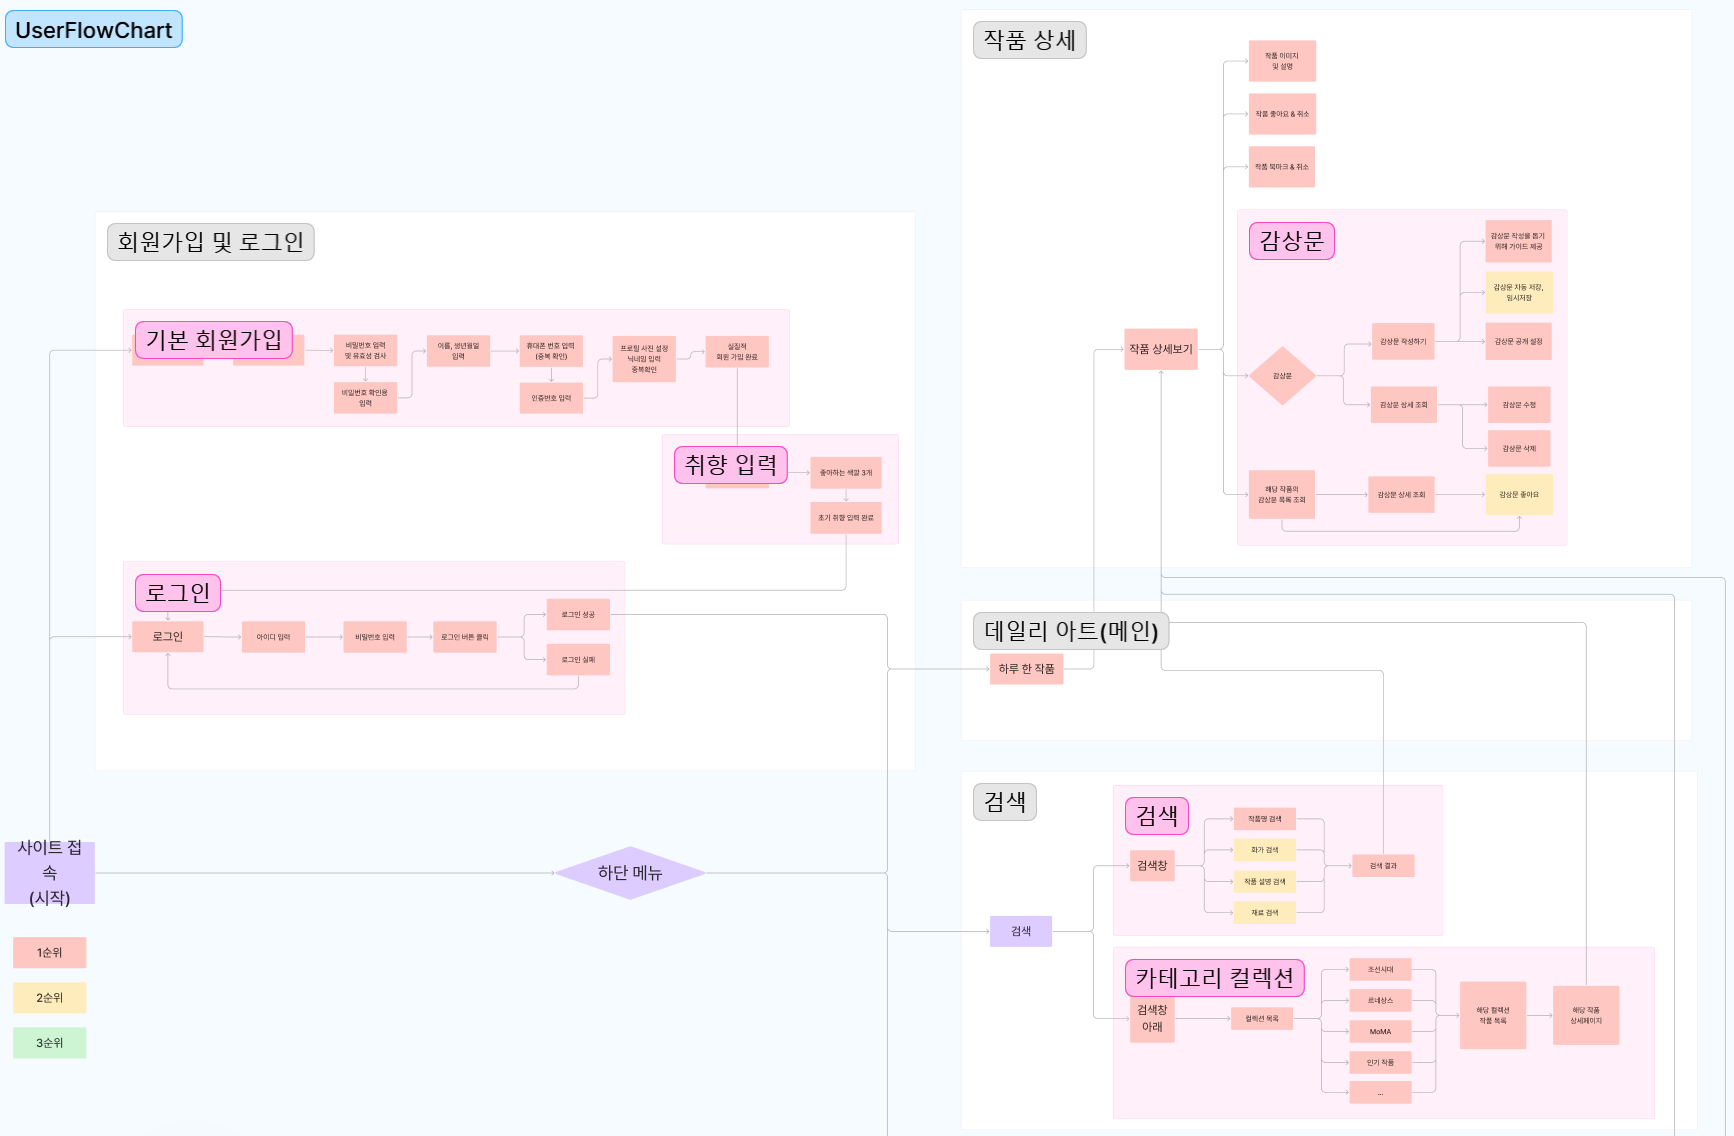 UserFlowChart
작품 상세
작품 이미지
및 설명
작품 좋아요 & 취소
작품 북마크 & 취소
감상문
감상문 작성을 돕기
위해 가이드 제공
감상문 자동 저장,
임시저장
감상문 작성하기
감상문 공개 설정
작품 상세보기
감상문
감상문 상세 조회
감상문 수정
감상문 삭제
해당 작품의
감상문 목록 조회
감상문 상세 조회
감상문 좋아요
회원가입 및 로그인
기본 회원가입
비밀번호 입력
및 유효성 검사
비밀번호 확인용
입력
이름, 생년월일
입력
휴대폰 번호 입력
(중복 확인)
인증번호 입력
프로필 사진 설정
닉네임 입력
중복확인
실질적
회원 가입 완료
취향 입력
좋아하는 색깔 3개
초기 취향 입력 완료
로그인
로그인
아이디 입력
비밀번호 입력
로그인 버튼 클릭
로그인 성공
로그인 실패
데일리 아트(메인)
하루 한 작품
사이트 접
속
(시작)
하단 메뉴
1순위
2순위
3순위
검색
검색
검색
검색창
작품명 검색
화가 검색
작품 설명 검색
재료 검색
검색 결과
카테고리 컬렉션
검색창
아래
컬렉션 목록
조선시대
르네상스
MoMA
인기 작품
...
해당 컬렉션
작품 목록
해당 작품
상세페이지